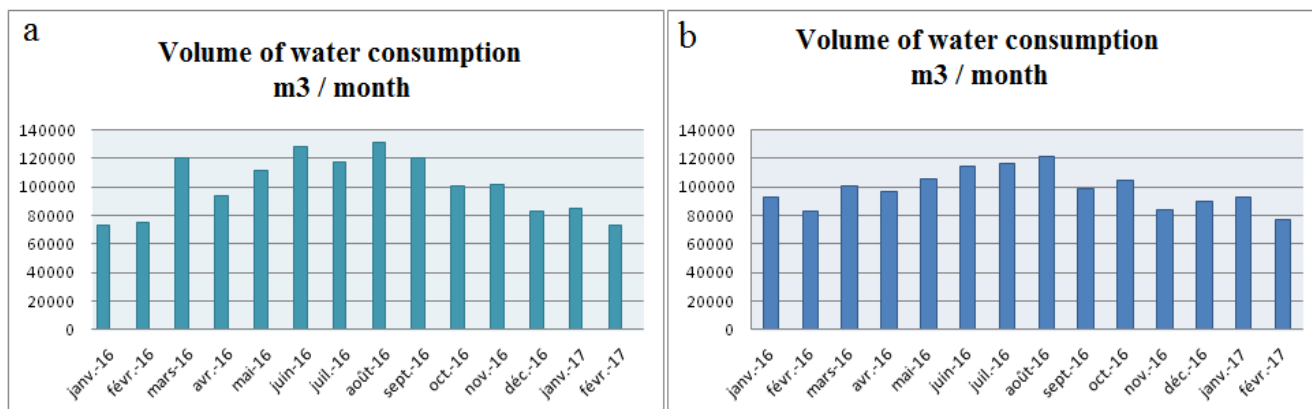 a
Volume of water consumption
m3 / month
140000
120000
100000
80000
60000
40000
20000
0
janv.-16
févr.-16
mars-16
avr.-16
mai-16
juin-16
juil.-16
août-16
sept.-16
oct.-16
nov.-16
déc.-16
janv.-17
févr.-17
b
Volume of water consumption
m3 / month
140000
120000
100000
80000
60000
40000
20000
0
janv.-16
févr.-16
mars-16
avr.-16
mai-16
juin-16
juil.-16
août-16
sept.-16
oct.-16
nov.-16
déc.-16
janv.-17
févr.-17